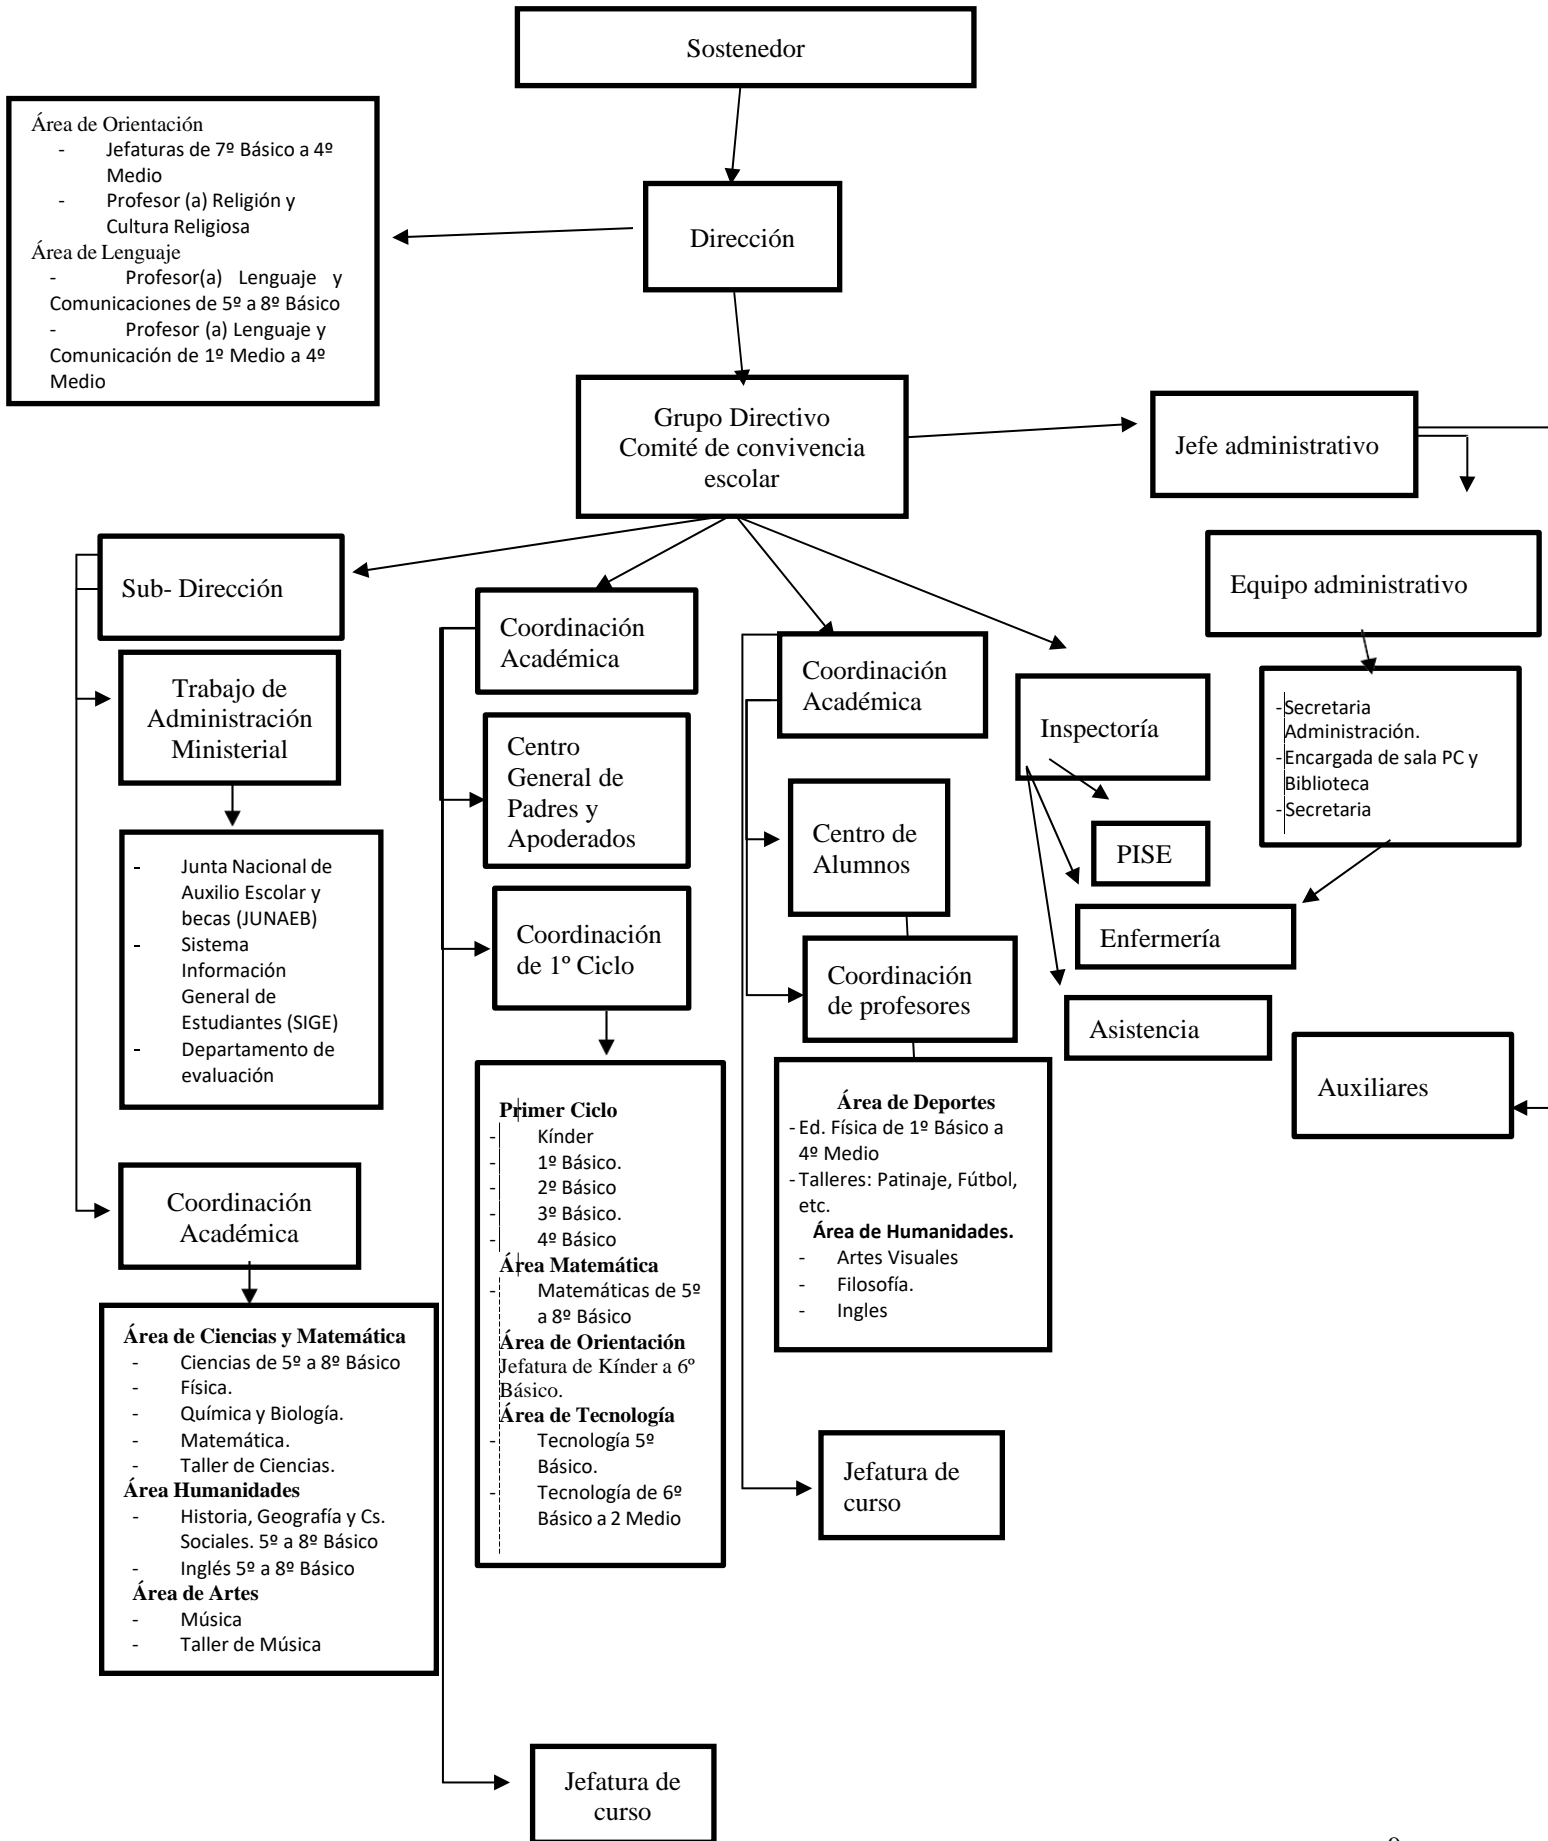 Sostenedor
Área de Orientación
- Jefaturas de 7º Básico a 4º
Medio
- Profesor (a) Religión y
Cultura Religiosa
Área de Lenguaje
- Profesor(a) Lenguaje y
Comunicaciones de 5º a 8º Básico
- Profesor (a) Lenguaje y
Comunicación de 1º Medio a 4º
Medio
Dirección
Grupo Directivo
Comité de convivencia
escolar
Jefe administrativo
Sub- Dirección
Trabajo de
Administración
Ministerial
- Junta Nacional de
Auxilio Escolar y
becas (JUNAEB)
- Sistema
Información
General de
Estudiantes (SIGE)
- Departamento de
evaluación
Coordinación
Académica
Área de Ciencias y Matemática
- Ciencias de 5º a 8º Básico
- Física.
- Química y Biología.
- Matemática.
- Taller de Ciencias.
Área Humanidades
- Historia, Geografía y Cs.
Sociales. 5º a 8º Básico
- Inglés 5º a 8º Básico
Área de Artes
- Música
- Taller de Música
Coordinación
Académica
Centro
General de
Padres y
Apoderados
Coordinación
de 1º Ciclo
Primer Ciclo
- Kínder
- 1º Básico.
- 2º Básico
- 3º Básico.
- 4º Básico
Área Matemática
- Matemáticas de 5º
a 8º Básico
Área de Orientación
Jefatura de Kínder a 6º
Básico.
Área de Tecnología
- Tecnología 5º
Básico.
- Tecnología de 6º
Básico a 2 Medio
Jefatura de
curso
Coordinación
Académica
Centro de
Alumnos
Coordinación
de profesores
Área de Deportes
- Ed. Física de 1º Básico a
4º Medio
- Talleres: Patinaje, Fútbol,
etc.
Área de Humanidades.
- Artes Visuales
- Filosofía.
- Ingles
Jefatura de
curso
Inspectoría
PISE
Enfermería
Asistencia
Equipo administrativo
-Secretaria
Administración.
-Encargada de sala PC y
Biblioteca
-Secretaria
Auxiliares